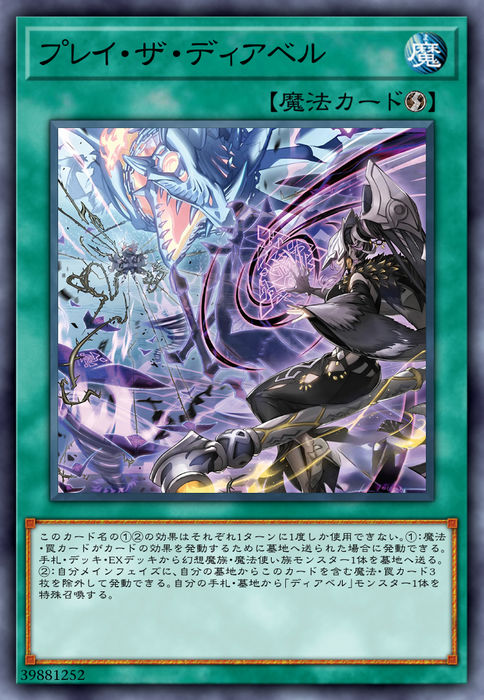 プレイ・ザ・ディアベル
魔
【魔法カード】
このカード名の①②の効果はそれぞれ1ターンに1度しか使用できない。①：魔法
・罠カードがカードの効果を発動するために墓地へ送られた場合に発動できる。
手札・デッキ・EXデッキから幻想魔族・魔法使い族モンスター1体を墓地へ送る。
②：自分メインフェイズに、自分の墓地からこのカードを含む魔法・罠カード3
枚を除外して発動できる。自分の手札・墓地から「ディアベル」モンスター1体を
特殊召喚する。
39881252